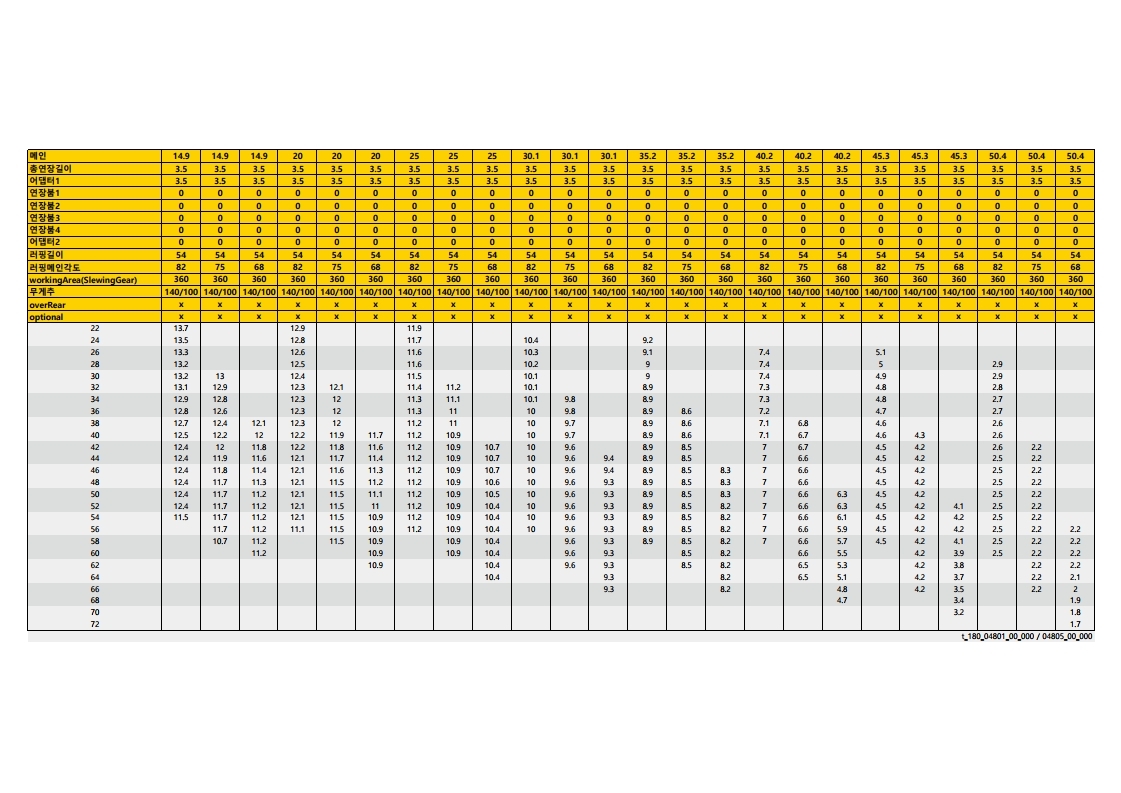 메인 14.9 14.9 14.9 20 20 20 25 25 25 30.1 30.1 30.1 35.2 35.2 35.2 40.2 40.2 40.2 45.3 45.3 45.3 50.4 50.4 50.4
총연장길이 3.5 3.5 3.5 3.5 3.5 3.5 3.5 3.5 3.5 3.5 3.5 3.5 3.5 3.5 3.5 3.5 3.5 3.5 3.5 3.5 3.5 3.5 3.5 3.5
어댑터1 3.5 3.5 3.5 3.5 3.5 3.5 3.5 3.5 3.5 3.5 3.5 3.5 3.5 3.5 3.5 3.5 3.5 3.5 3.5 3.5 3.5 3.5 3.5 3.5
연장붐1 0 0 0 0 0 0 0 0 0 0 0 0 0 0 0 0 0 0 0 0 0 0 0 0
연장붐2 0 0 0 0 0 0 0 0 0 0 0 0 0 0 0 0 0 0 0 0 0 0 0 0
연장붐3 0 0 0 0 0 0 0 0 0 0 0 0 0 0 0 0 0 0 0 0 0 0 0 0
연장붐4 0 0 0 0 0 0 0 0 0 0 0 0 0 0 0 0 0 0 0 0 0 0 0 0
어댑터2 0 0 0 0 0 0 0 0 0 0 0 0 0 0 0 0 0 0 0 0 0 0 0 0
러핑길이 54 54 54 54 54 54 54 54 54 54 54 54 54 54 54 54 54 54 54 54 54 54 54 54
러핑메인각도 82 75 68 82 75 68 82 75 68 82 75 68 82 75 68 82 75 68 82 75 68 82 75 68
workingArea(SlewingGear) 360 360 360 360 360 360 360 360 360 360 360 360 360 360 360 360 360 360 360 360 360 360 360 360
무게추 140/100 140/100 140/100 140/100 140/100 140/100 140/100 140/100 140/100 140/100 140/100 140/100 140/100 140/100 140/100 140/100 140/100 140/100 140/100 140/100 140/100 140/100 140/100 140/100
overRear x x x x x x x x x x x x x x x x x x x x x x x x
optional x x x x x x x x x x x x x x x x x x x x x x x x
22 13.7 12.9 11.9
24 13.5 12.8 11.7 10.4 9.2
26 13.3 12.6 11.6 10.3 9.1 7.4 5.1
28 13.2 12.5 11.6 10.2 9 7.4 5 2.9
30 13.2 13 12.4 11.5 10.1 9 7.4 4.9 2.9
32 13.1 12.9 12.3 12.1 11.4 11.2 10.1 8.9 7.3 4.8 2.8
34 12.9 12.8 12.3 12 11.3 11.1 10.1 9.8 8.9 7.3 4.8 2.7
36 12.8 12.6 12.3 12 11.3 11 10 9.8 8.9 8.6 7.2 4.7 2.7
38 12.7 12.4 12.1 12.3 12 11.2 11 10 9.7 8.9 8.6 7.1 6.8 4.6 2.6
40 12.5 12.2 12 12.2 11.9 11.7 11.2 10.9 10 9.7 8.9 8.6 7.1 6.7 4.6 4.3 2.6
42 12.4 12 11.8 12.2 11.8 11.6 11.2 10.9 10.7 10 9.6 8.9 8.5 7 6.7 4.5 4.2 2.6 2.2
44 12.4 11.9 11.6 12.1 11.7 11.4 11.2 10.9 10.7 10 9.6 9.4 8.9 8.5 7 6.6 4.5 4.2 2.5 2.2
46 12.4 11.8 11.4 12.1 11.6 11.3 11.2 10.9 10.7 10 9.6 9.4 8.9 8.5 8.3 7 6.6 4.5 4.2 2.5 2.2
48 12.4 11.7 11.3 12.1 11.5 11.2 11.2 10.9 10.6 10 9.6 9.3 8.9 8.5 8.3 7 6.6 4.5 4.2 2.5 2.2
50 12.4 11.7 11.2 12.1 11.5 11.1 11.2 10.9 10.5 10 9.6 9.3 8.9 8.5 8.3 7 6.6 6.3 4.5 4.2 2.5 2.2
52 12.4 11.7 11.2 12.1 11.5 11 11.2 10.9 10.4 10 9.6 9.3 8.9 8.5 8.2 7 6.6 6.3 4.5 4.2 4.1 2.5 2.2
54 11.5 11.7 11.2 12.1 11.5 10.9 11.2 10.9 10.4 10 9.6 9.3 8.9 8.5 8.2 7 6.6 6.1 4.5 4.2 4.2 2.5 2.2
56 11.7 11.2 11.1 11.5 10.9 11.2 10.9 10.4 10 9.6 9.3 8.9 8.5 8.2 7 6.6 5.9 4.5 4.2 4.2 2.5 2.2 2.2
58 10.7 11.2 11.5 10.9 10.9 10.4 9.6 9.3 8.9 8.5 8.2 7 6.6 5.7 4.5 4.2 4.1 2.5 2.2 2.2
60 11.2 10.9 10.9 10.4 9.6 9.3 8.5 8.2 6.6 5.5 4.2 3.9 2.5 2.2 2.2
62 10.9 10.4 9.6 9.3 8.5 8.2 6.5 5.3 4.2 3.8 2.2 2.2
64 10.4 9.3 8.2 6.5 5.1 4.2 3.7 2.2 2.1
66 9.3 8.2 4.8 4.2 3.5 2.2 2
68 4.7 3.4 1.9
70 3.2 1.8
72 1.7
t_180_04801_00_000 / 04805_00_000